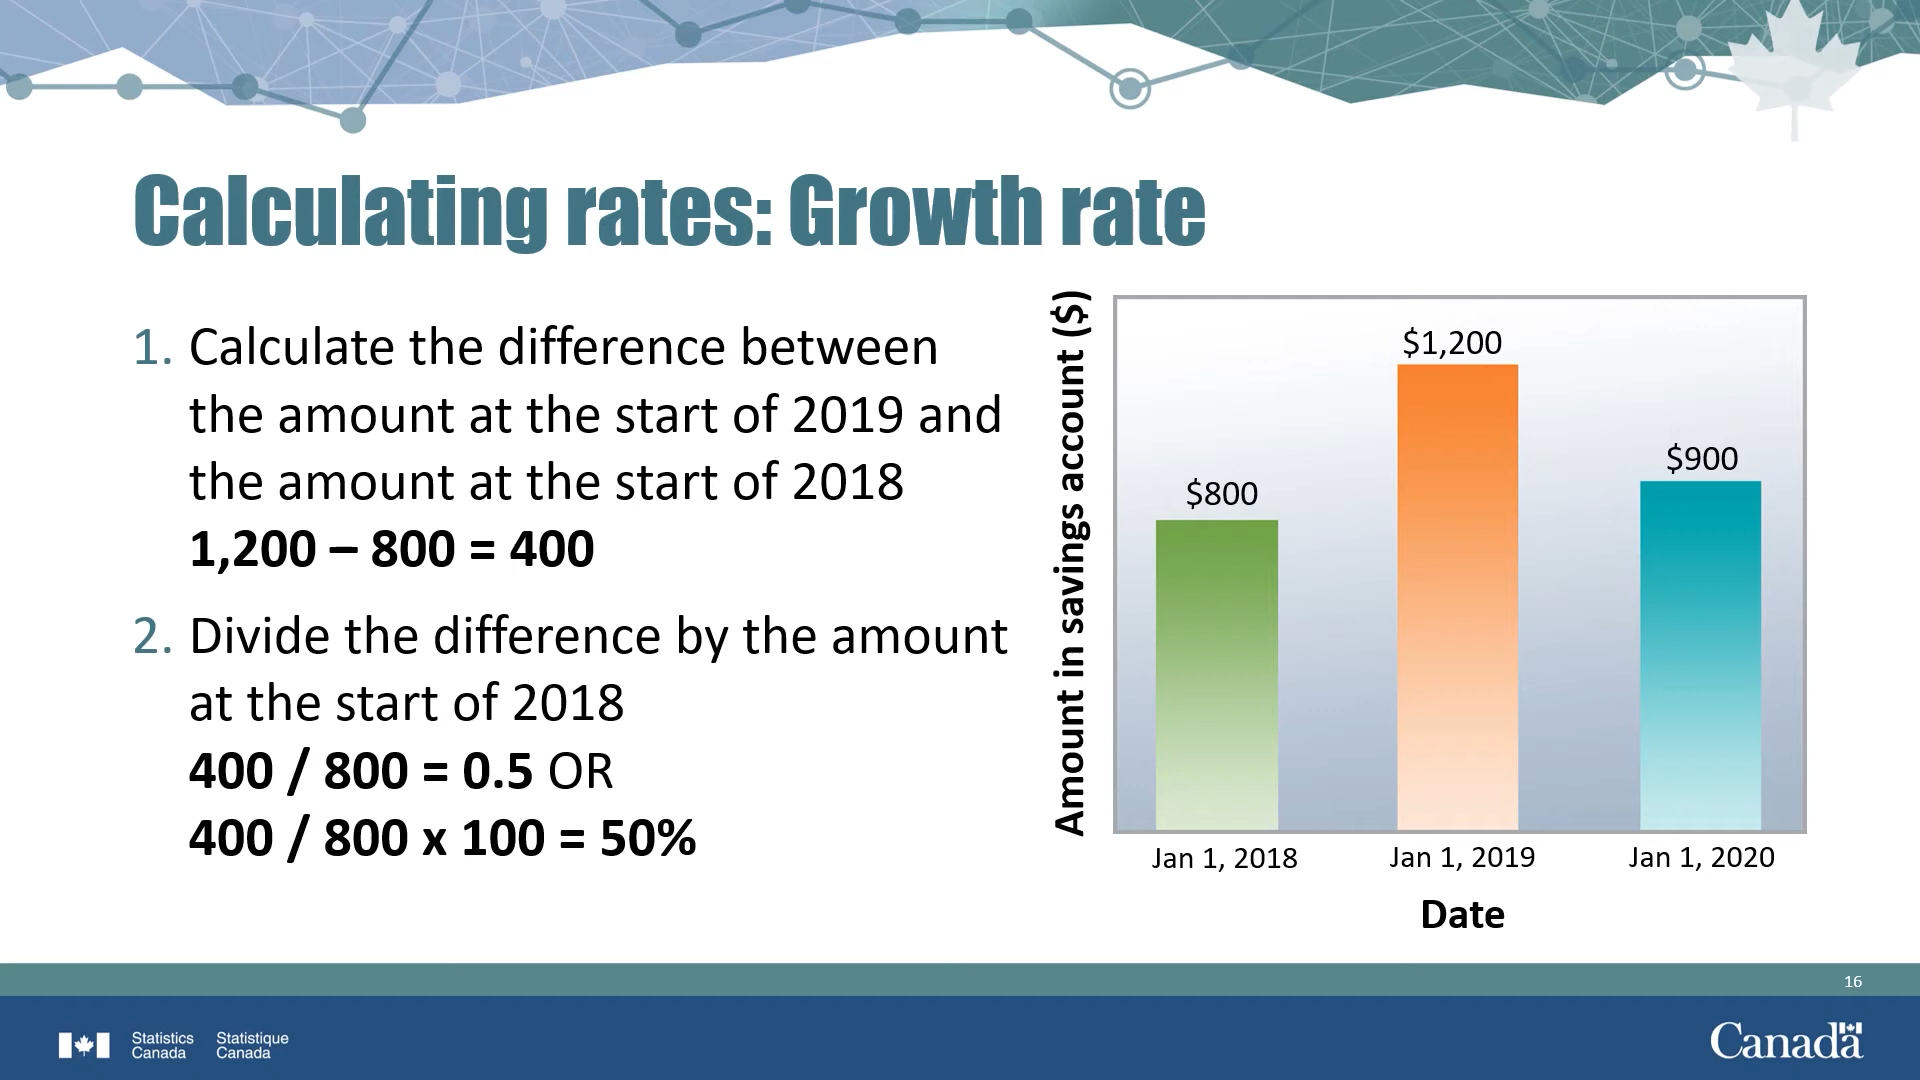 Calculating rates: Growth rate
1. Calculate the difference between
the amount at the start of 2019 and
the amount at the start of 2018
1,200 – 800 = 400
2. Divide the difference by the amount
at the start of 2018
400 / 800 = 0.5 OR
400 / 800 x 100 = 50%
Amount in savings account ($)
$800
$1,200
$900
Jan 1, 2018
Jan 1, 2019
Jan 1, 2020
Date
16
Statistics Canada
Statistique Canada
Canada